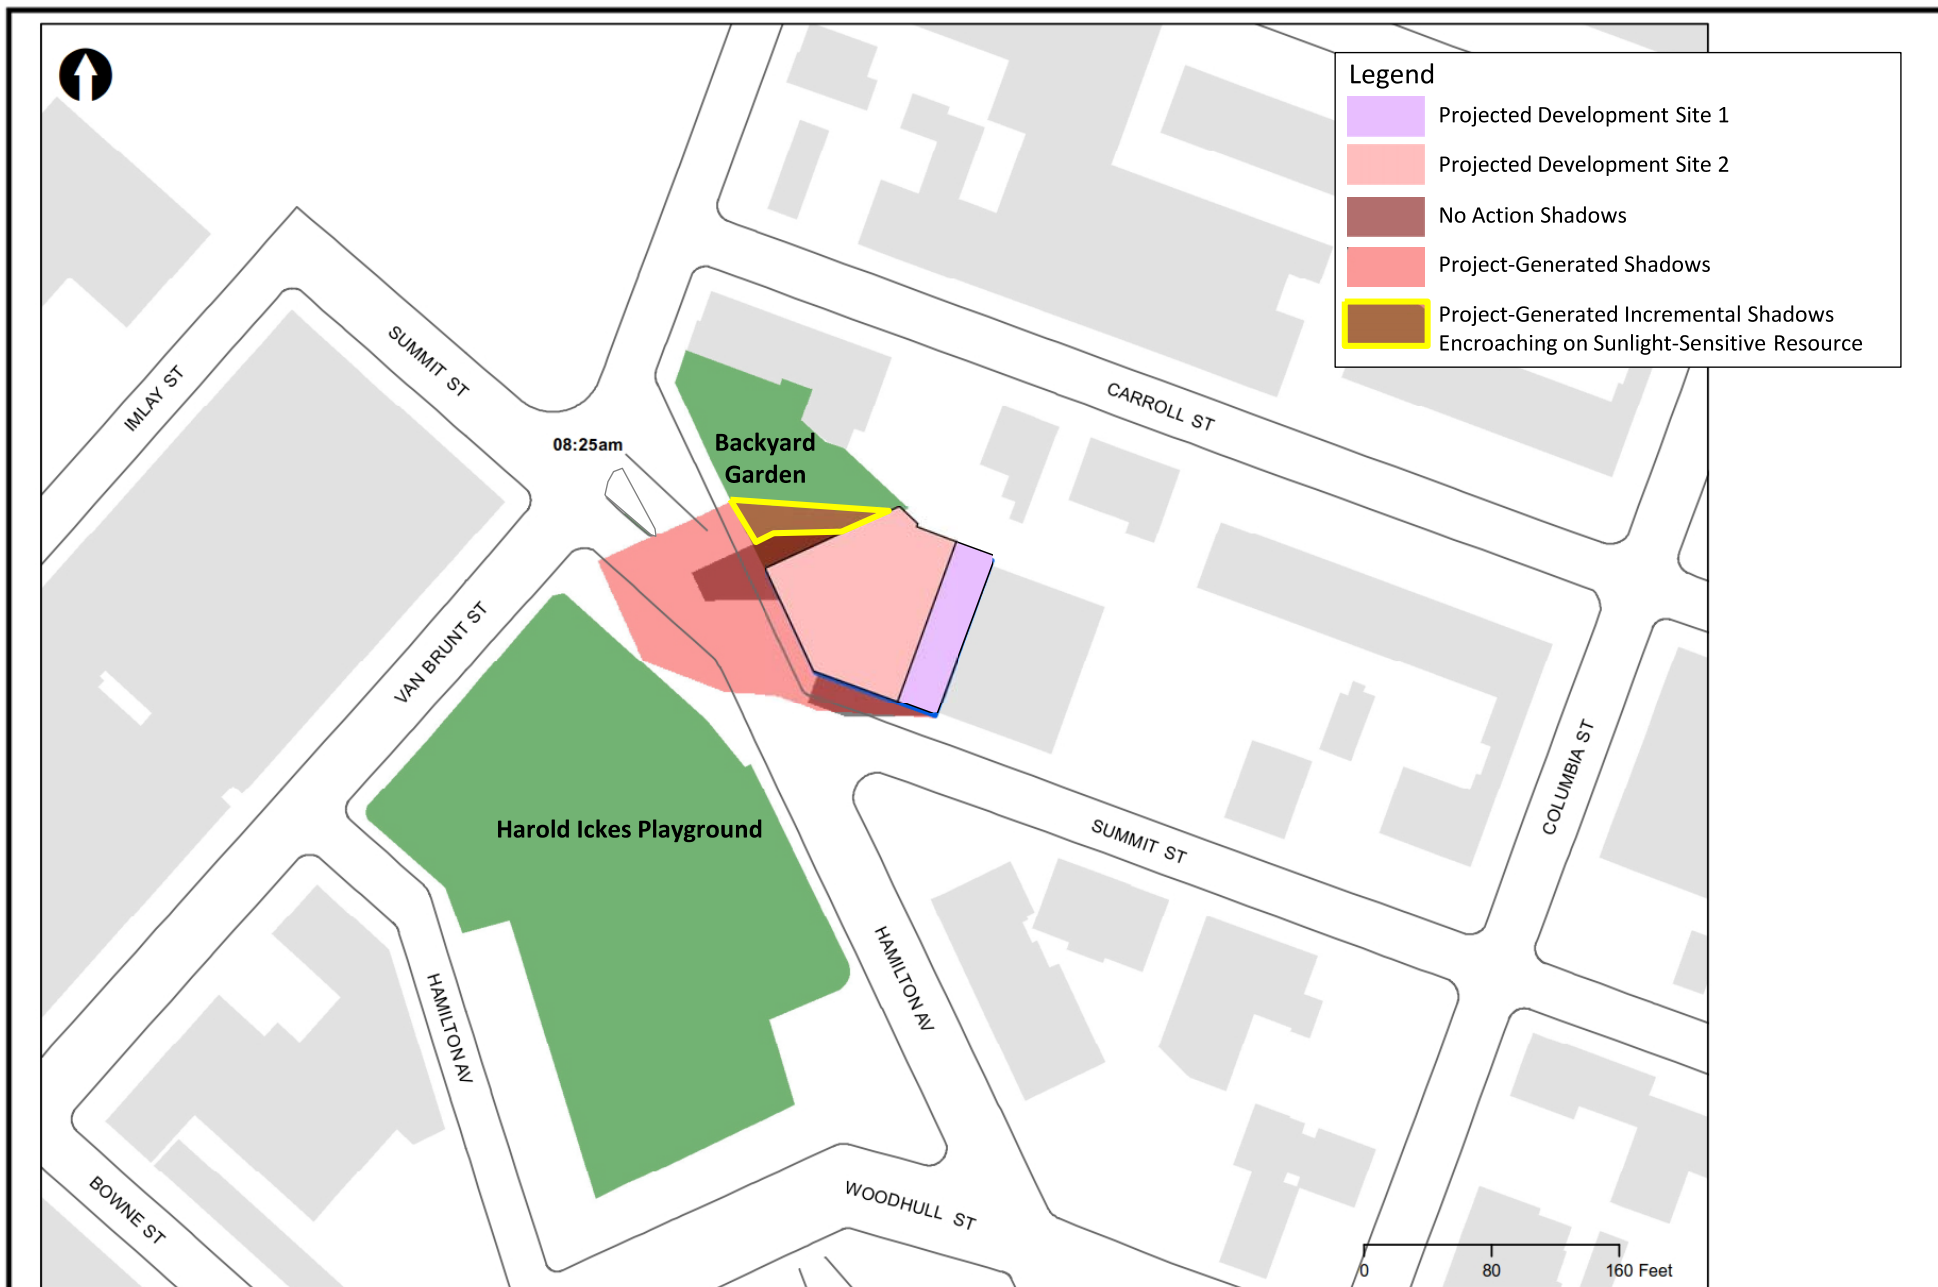 Legend
Projected Development Site 1
Projected Development Site 2
No Action Shadows
Project-Generated Shadows
Project-Generated Incremental Shadows
Encroaching on Sunlight-Sensitive Resource
SUMMIT ST
IMLAY ST
CARROLL ST
08:25am
Backyard
Garden
VAN BRUNT ST
COLUMBIA ST
Harold Ickes Playground
SUMMIT ST
HAMILTON AV
HAMILTON AV
BOWNE ST
WOODHULL ST
0
80
160 Feet